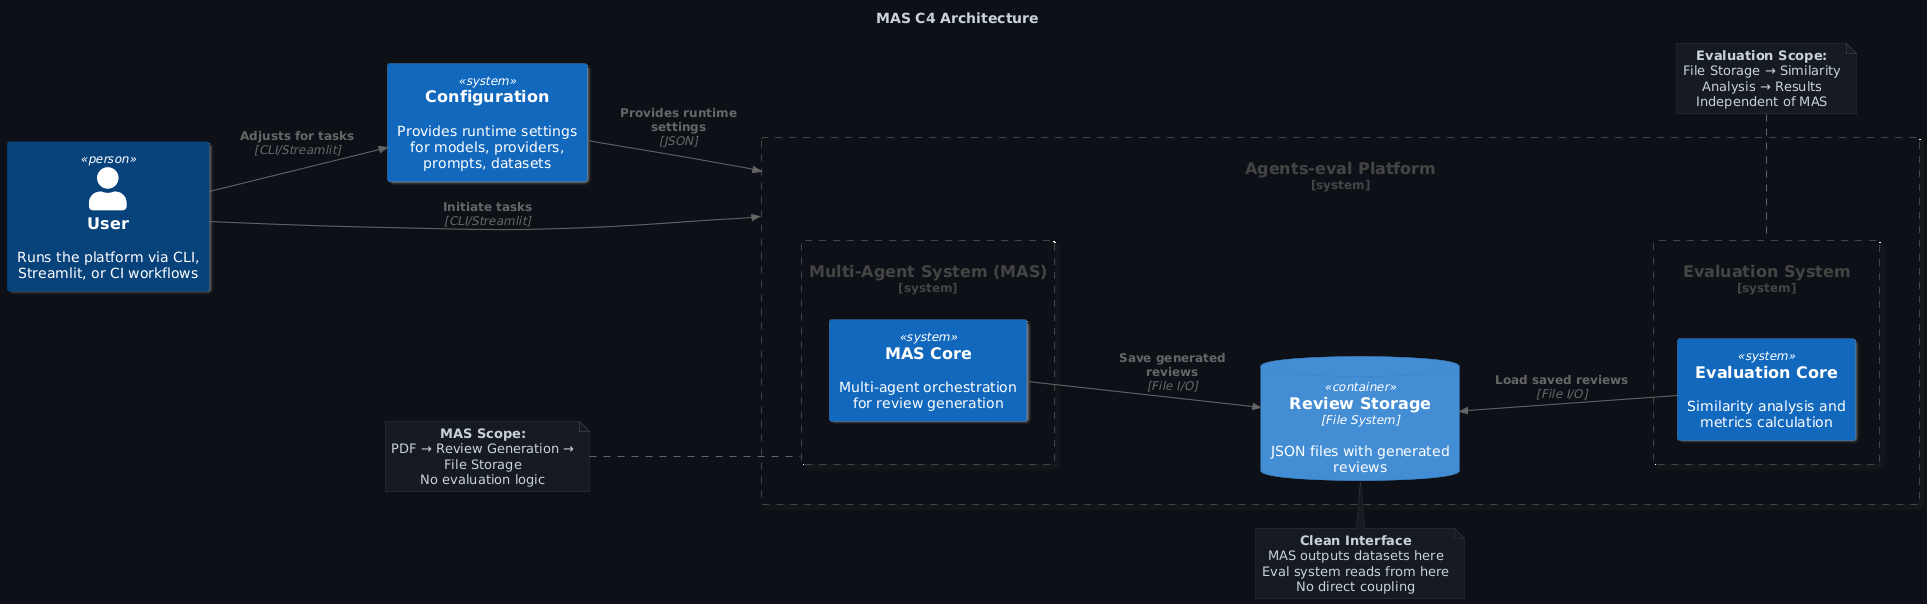 MAS C4 Architecture
«person»
User
Runs the platform via CLI,
Streamlit, or CI workflows
Adjusts for tasks
[CLI/Streamlit]
Initiate tasks
[CLI/Streamlit]
«system»
Configuration
Provides runtime settings
for models, providers,
prompts, datasets
Provides runtime
settings
[JSON]
Agents-eval Platform
[system]
Multi-Agent System (MAS)
[system]
«system»
MAS Core
Multi-agent orchestration
for review generation
MAS Scope:
PDF → Review Generation →
File Storage
No evaluation logic
Save generated
reviews
[File I/O]
«container»
Review Storage
[File System]
JSON files with generated
reviews
Clean Interface
MAS outputs datasets here
Eval system reads from here
No direct coupling
Load saved reviews
[File I/O]
Evaluation Scope:
File Storage → Similarity
Analysis → Results
Independent of MAS
Evaluation System
[system]
«system»
Evaluation Core
Similarity analysis and
metrics calculation